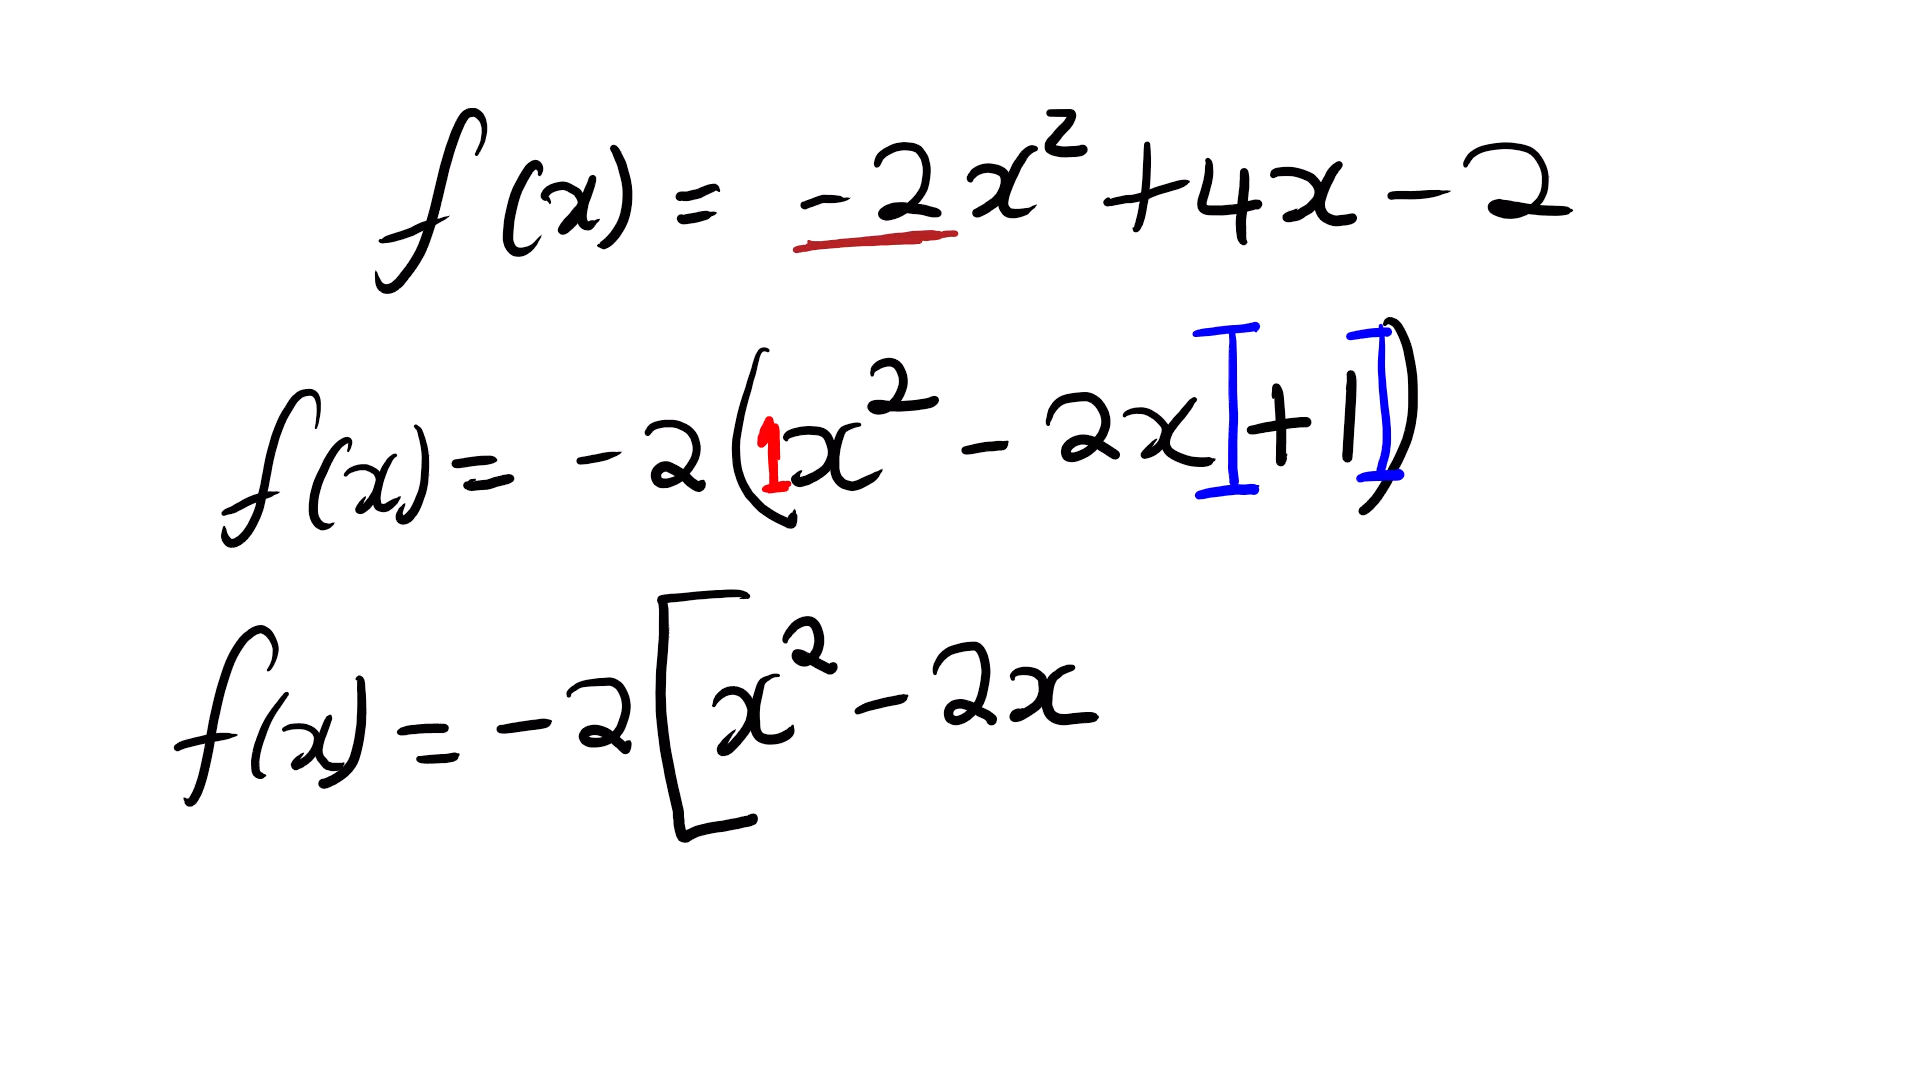 f(x) = -2x² + 4x - 2
f(x) = -2(1x² - 2x[+1])
f(x) = -2[x² - 2x